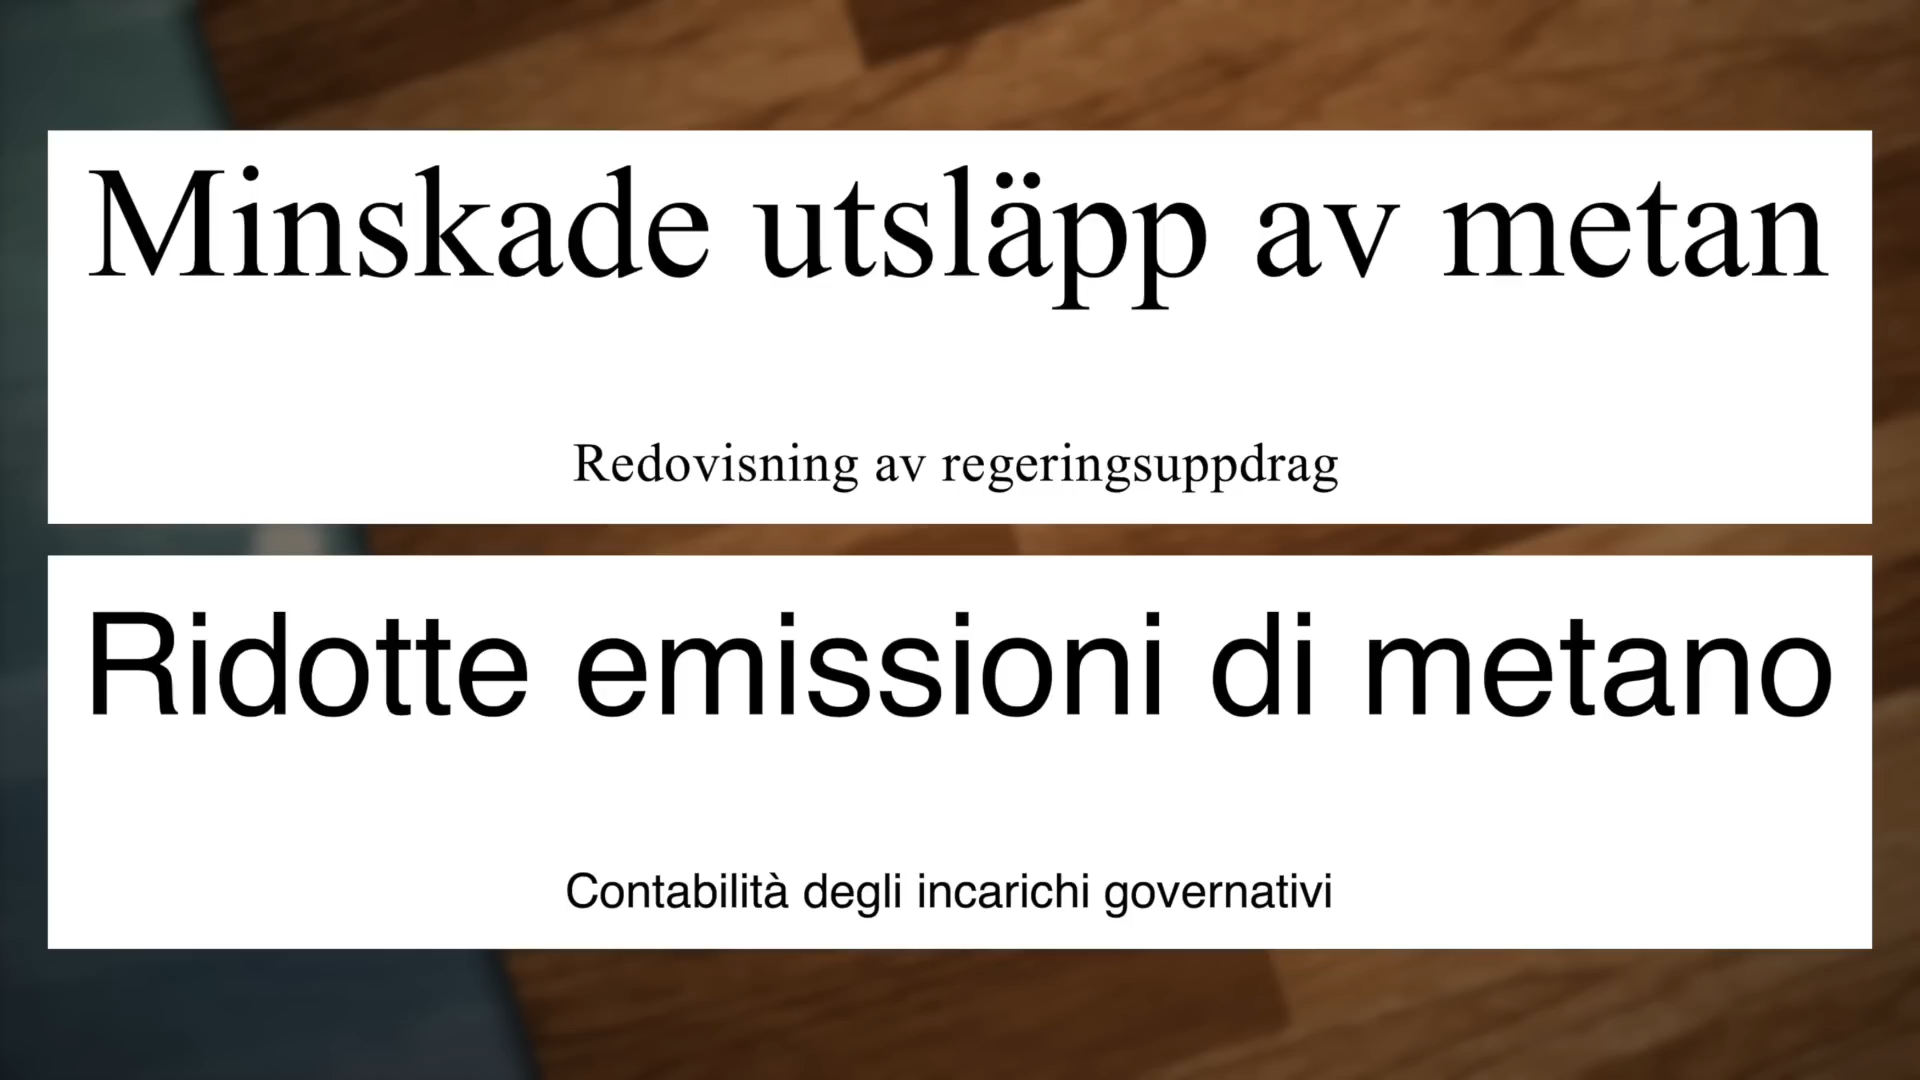 Minskade utsläpp av metan
Redovisning av regeringsuppdrag
Ridotte emissioni di metano
Contabilità degli incarichi governativi